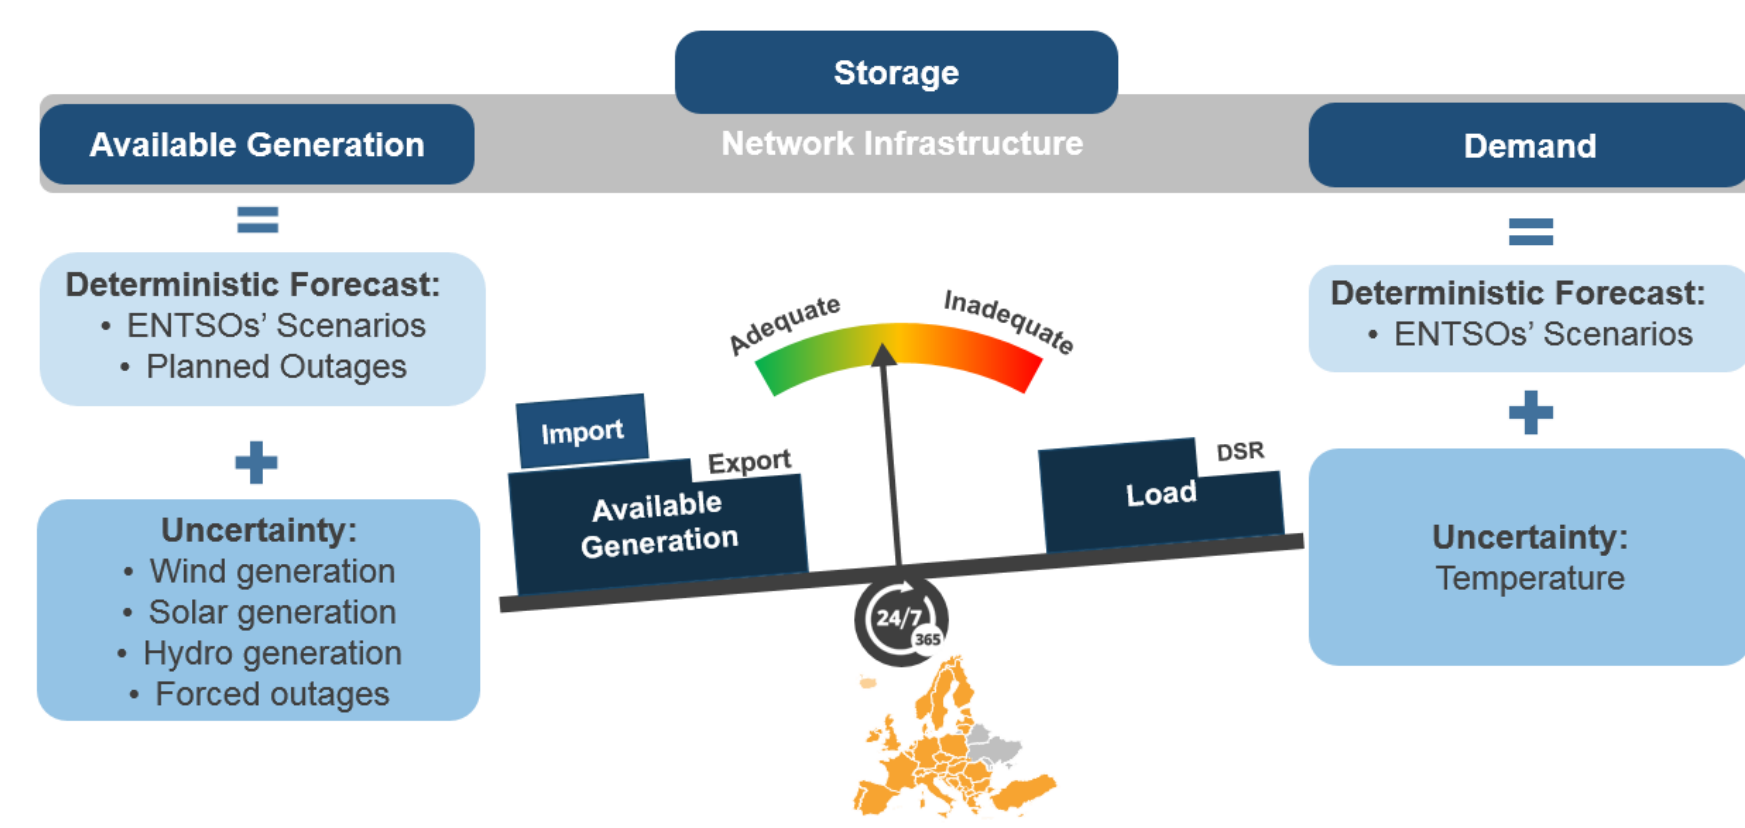 Storage
Available Generation
Network Infrastructure
Demand
=
=
Deterministic Forecast:
• ENTSOs’ Scenarios
• Planned Outages
Deterministic Forecast:
• ENTSOs’ Scenarios
+
+
Uncertainty:
• Wind generation
• Solar generation
• Hydro generation
• Forced outages
Uncertainty:
Temperature
Adequate
Inadequate
Import
Export
Available
Generation
DSR
Load
24/7
365